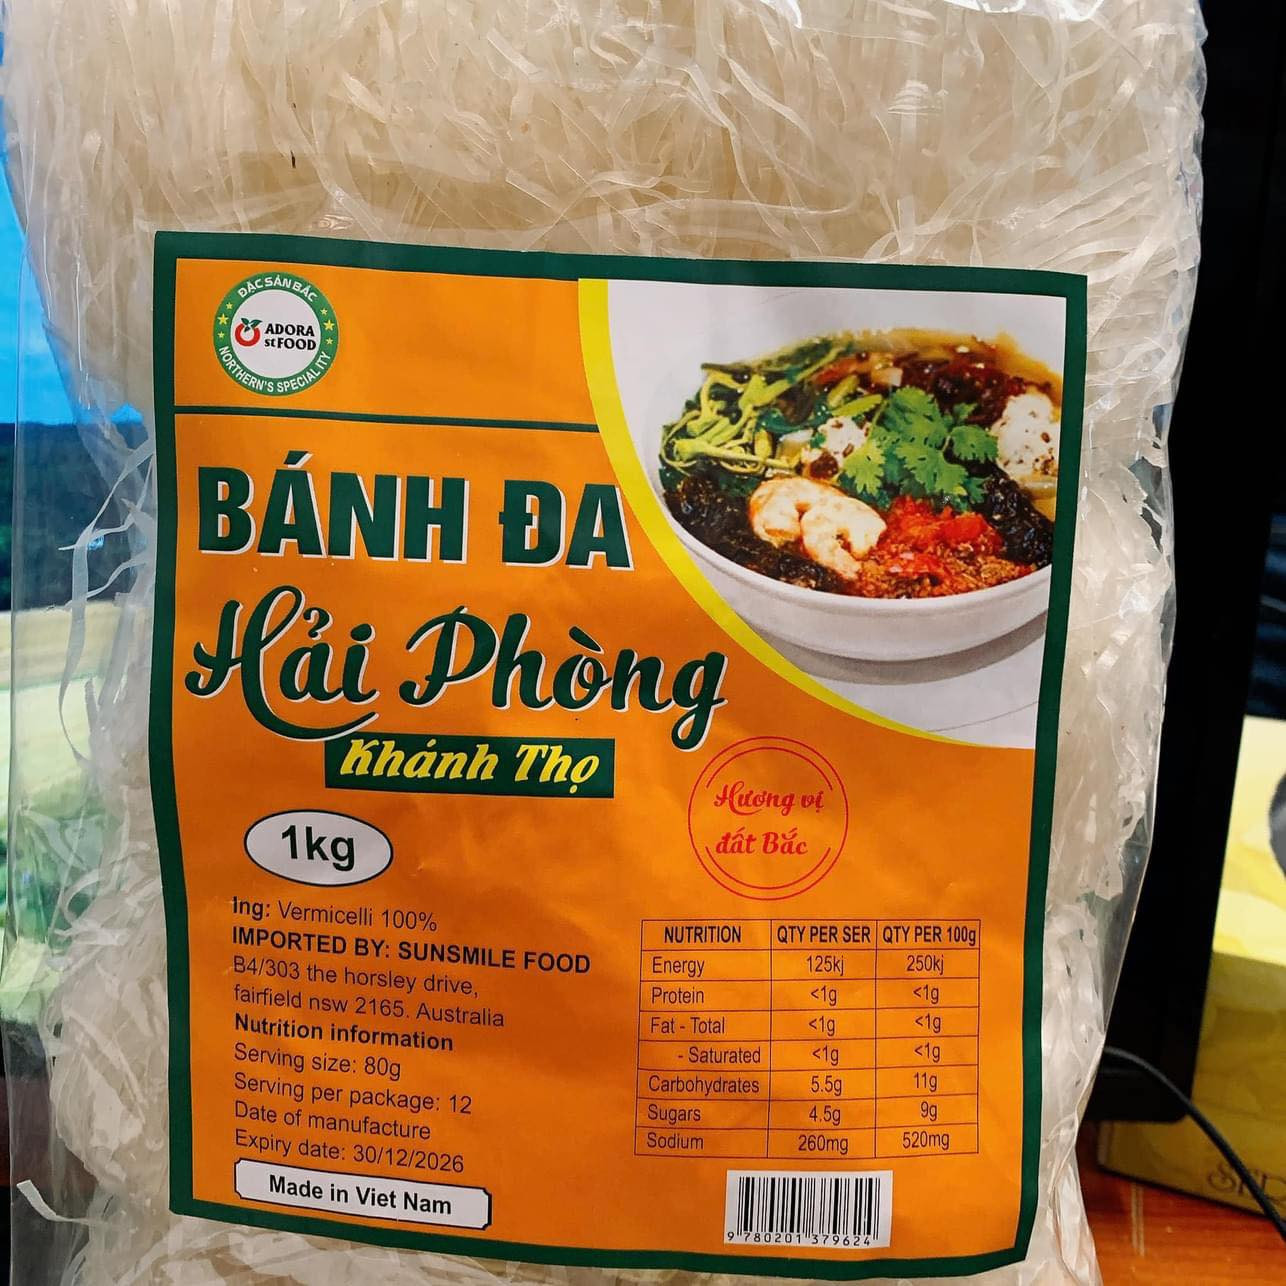 ĐẶC SẢN BẮC
ADORA
stFOOD
NORTHERN'S SPECIALITY
BÁNH ĐA
Hải Phòng
Khánh Thọ
1kg
Hương vị
đất Bắc
Ing: Vermicelli 100%
IMPORTED BY: SUNSMILE FOOD
B4/303 the horsley drive,
fairfield nsw 2165. Australia
Nutrition information
Serving size: 80g
Serving per package: 12
Date of manufacture
Expiry date: 30/12/2026
Made in Viet Nam
NUTRITION QTY PER SER QTY PER 100g
Energy 125kj 250kj
Protein <1g <1g
Fat - Total <1g <1g
- Saturated <1g <1g
Carbohydrates 5.5g 11g
Sugars 4.5g 9g
Sodium 260mg 520mg
9 780201 379624